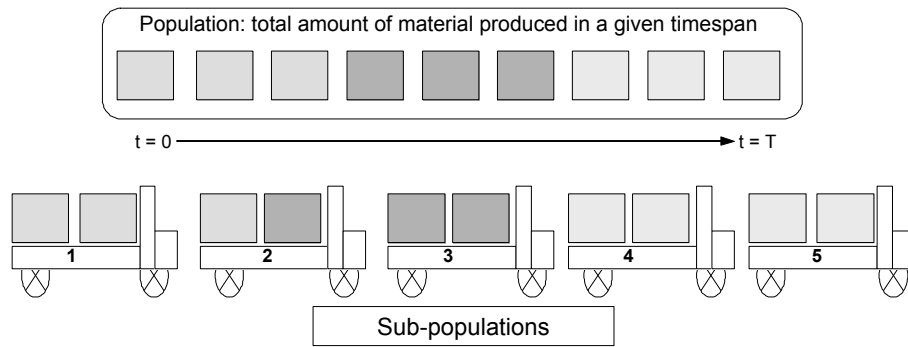 Population: total amount of material produced in a given timespan
t = 0
t = T
1
2
3
4
5
Sub-populations